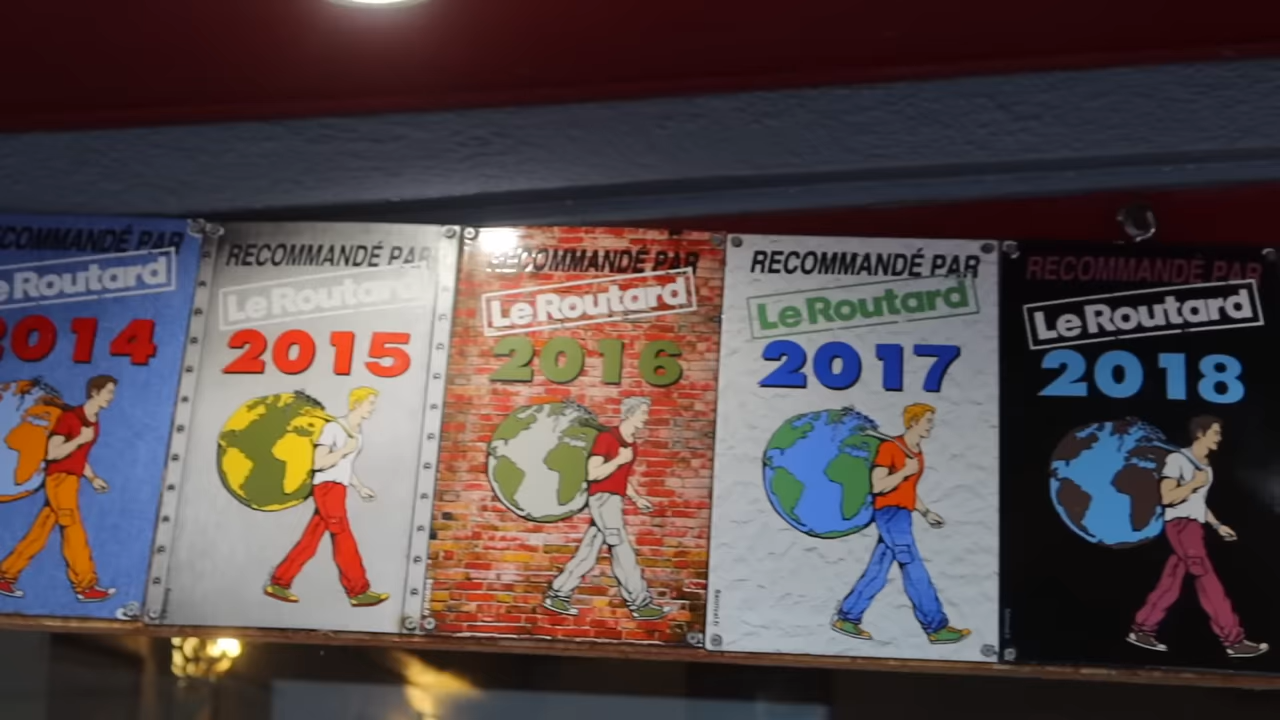 RECOMMANDÉ PAR
Le Routard
2014
RECOMMANDÉ PAR
Le Routard
2015
RECOMMANDÉ PAR
Le Routard
2016
RECOMMANDÉ PAR
Le Routard
2017
RECOMMANDÉ PAR
Le Routard
2018